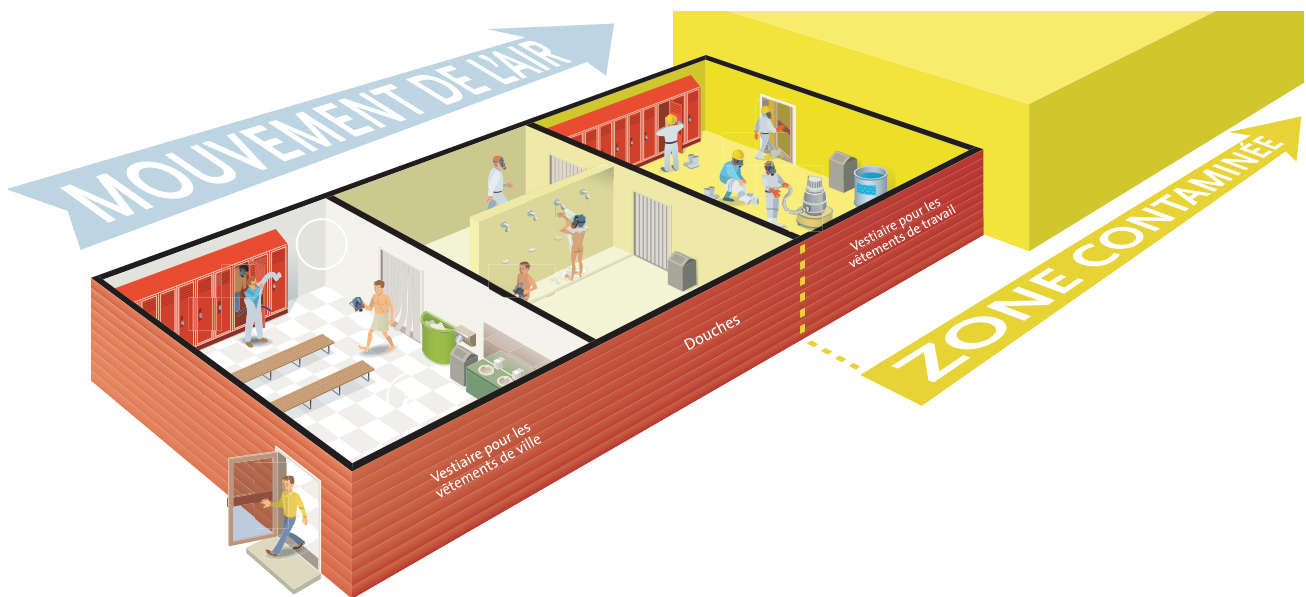 MOUVEMENT DE L'AIR
Vestiaire pour les
vêtements de travail
ZONE CONTAMINÉE
Douches
Vestiaire pour les
vêtements de ville